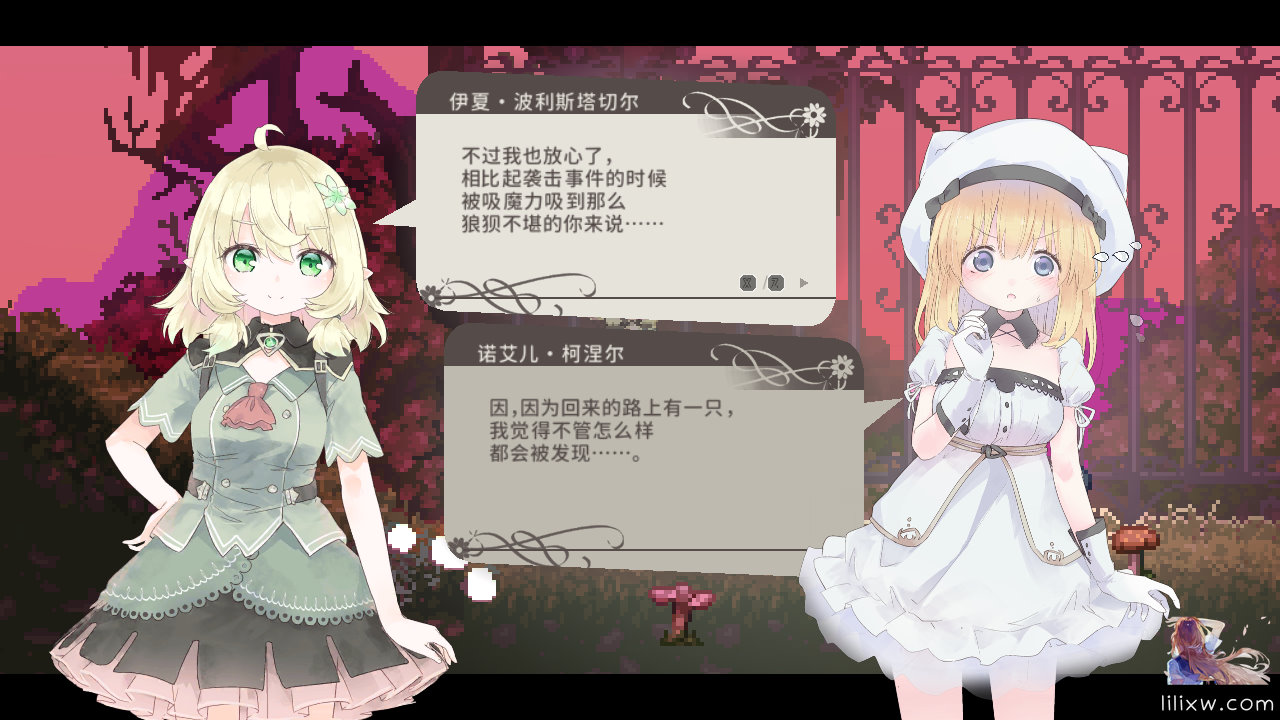 伊夏·波利斯塔切尔
不过我也放心了，
相比起袭击事件的时候
被吸魔力吸到那么
狼狈不堪的你来说……
X / Z
诺艾儿·柯涅尔
因,因为回来的路上有一只，
我觉得不管怎么样
都会被发现……。
lilixw.com